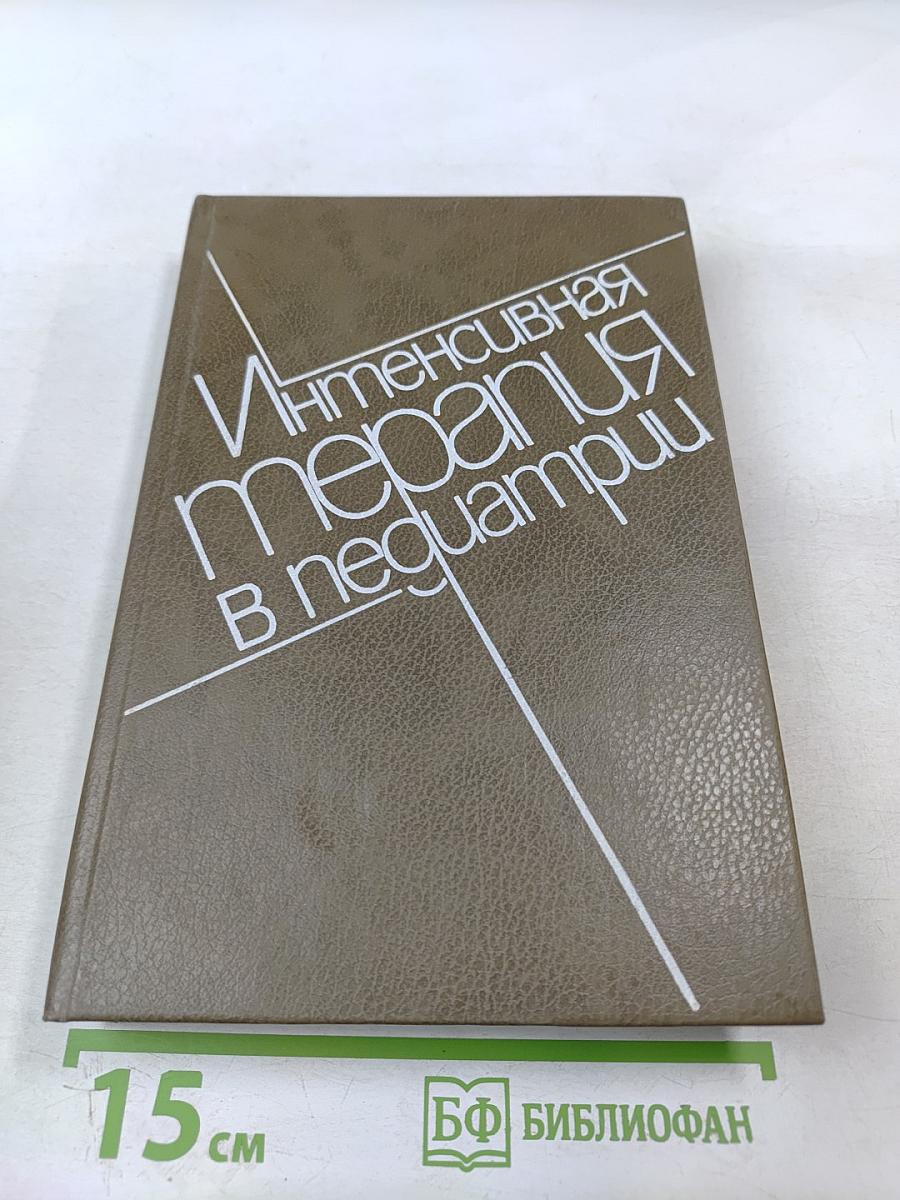 Интенсивная
терапия
в педиатрии
15 см
БФ БИБЛИОФАН